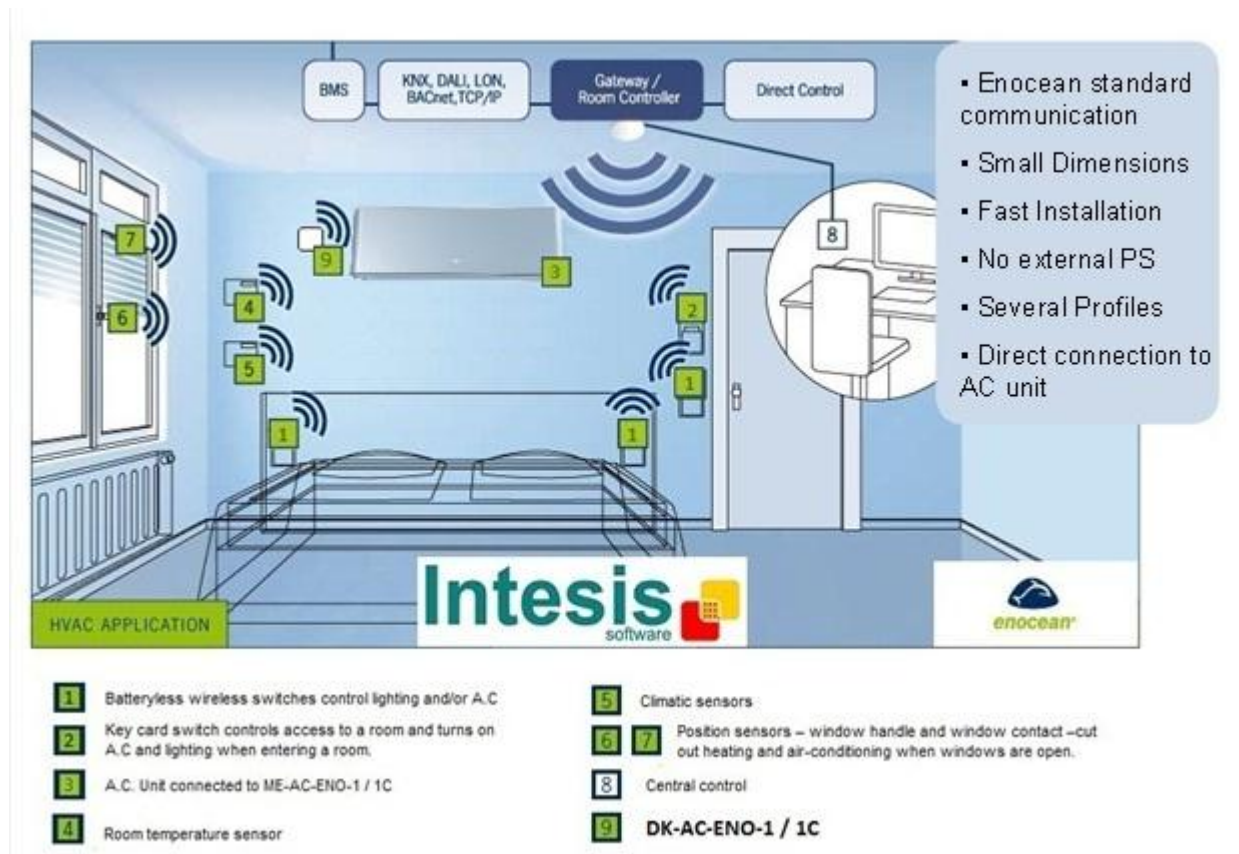 BMS
KNX, DALI, LON,
BACnet,TCP/IP
Gateway /
Room Controller
Direct Control
▪ Enocean standard
communication
▪ Small Dimensions
▪ Fast Installation
▪ No external PS
▪ Several Profiles
▪ Direct connection to
AC unit
7
6
9
3
4
5
2
1
1
1
8
HVAC APPLICATION
Intesis
software
enocean®
1 Batteryless wireless switches control lighting and/or A.C
2 Key card switch controls access to a room and turns on
A.C and lighting when entering a room.
3 A.C. Unit connected to ME-AC-ENO-1 / 1C
4 Room temperature sensor
5 Climatic sensors
6 7 Position sensors – window handle and window contact –cut
out heating and air-conditioning when windows are open.
8 Central control
9 DK-AC-ENO-1 / 1C